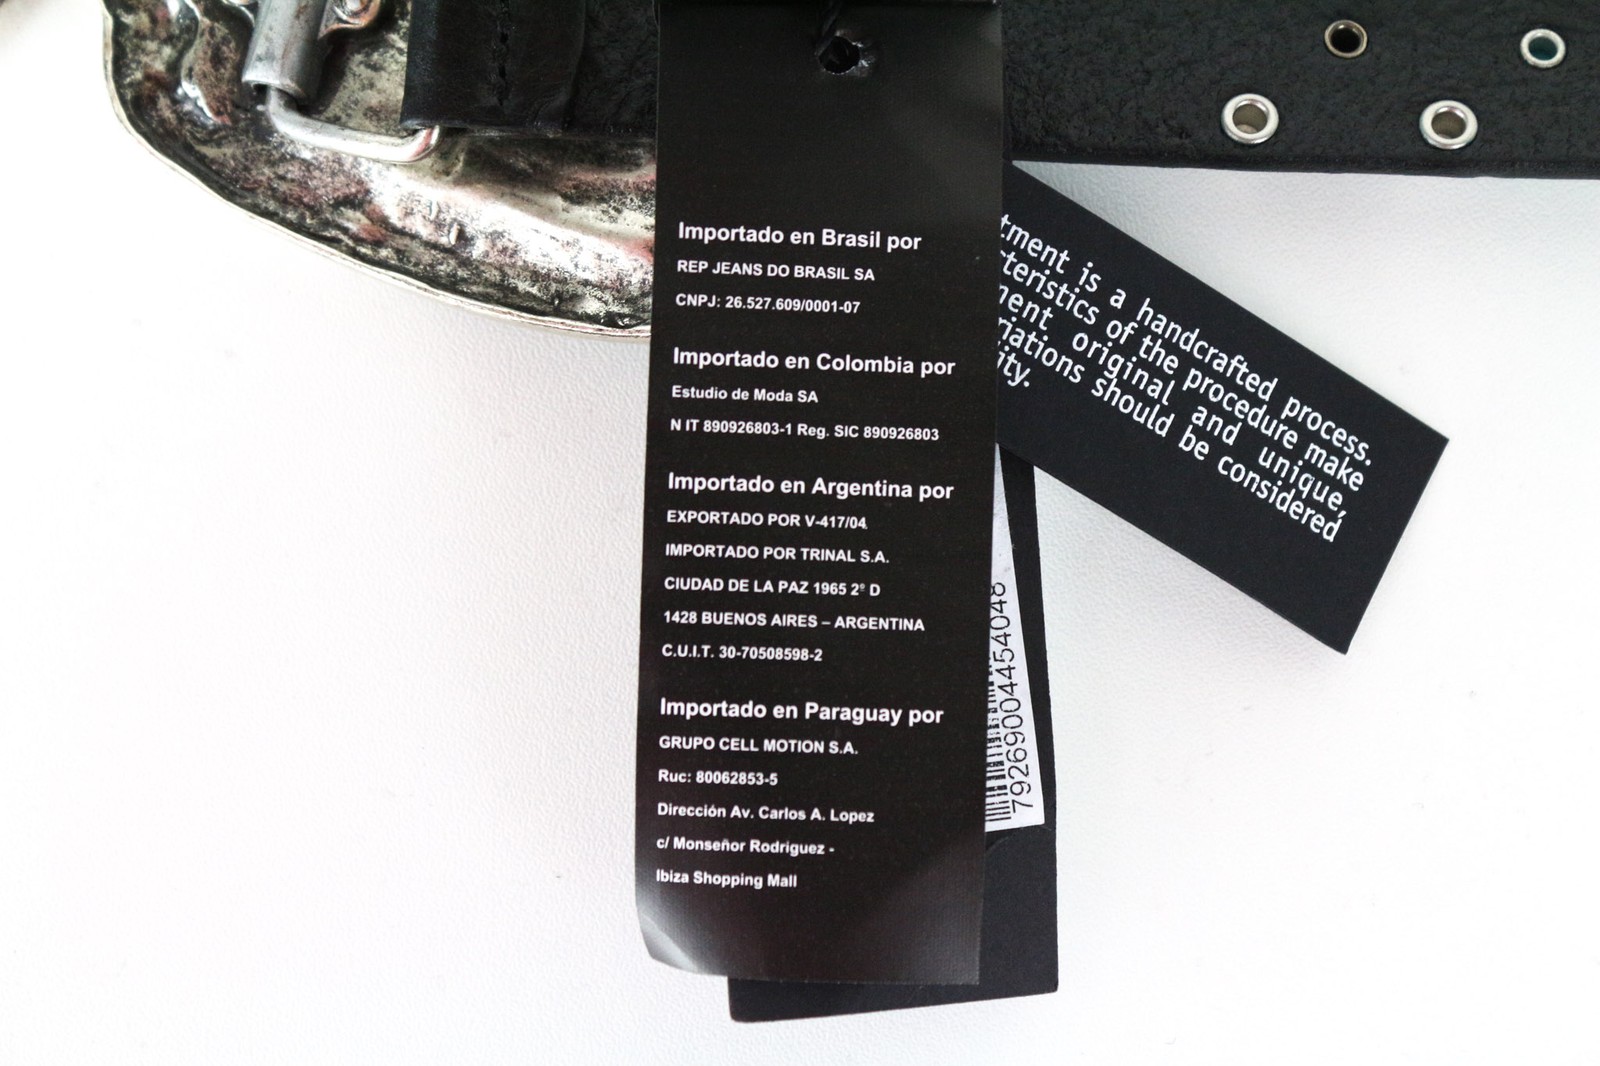 Importado en Brasil por
REP JEANS DO BRASIL SA
CNPJ: 26.527.609/0001-07
Importado en Colombia por
Estudio de Moda SA
N IT 890926803-1 Reg. SIC 890926803
Importado en Argentina por
EXPORTADO POR V-417/04
IMPORTADO POR TRINAL S.A.
CIUDAD DE LA PAZ 1965 2º D
1428 BUENOS AIRES – ARGENTINA
C.U.I.T. 30-70508598-2
Importado en Paraguay por
GRUPO CELL MOTION S.A.
Ruc: 80062853-5
Dirección Av. Carlos A. Lopez
c/ Monseñor Rodriguez -
Ibiza Shopping Mall
tment is a handcrafted process.
teristics of the procedure make
ment original and unique,
riations should be considered
ity.
79269004454048